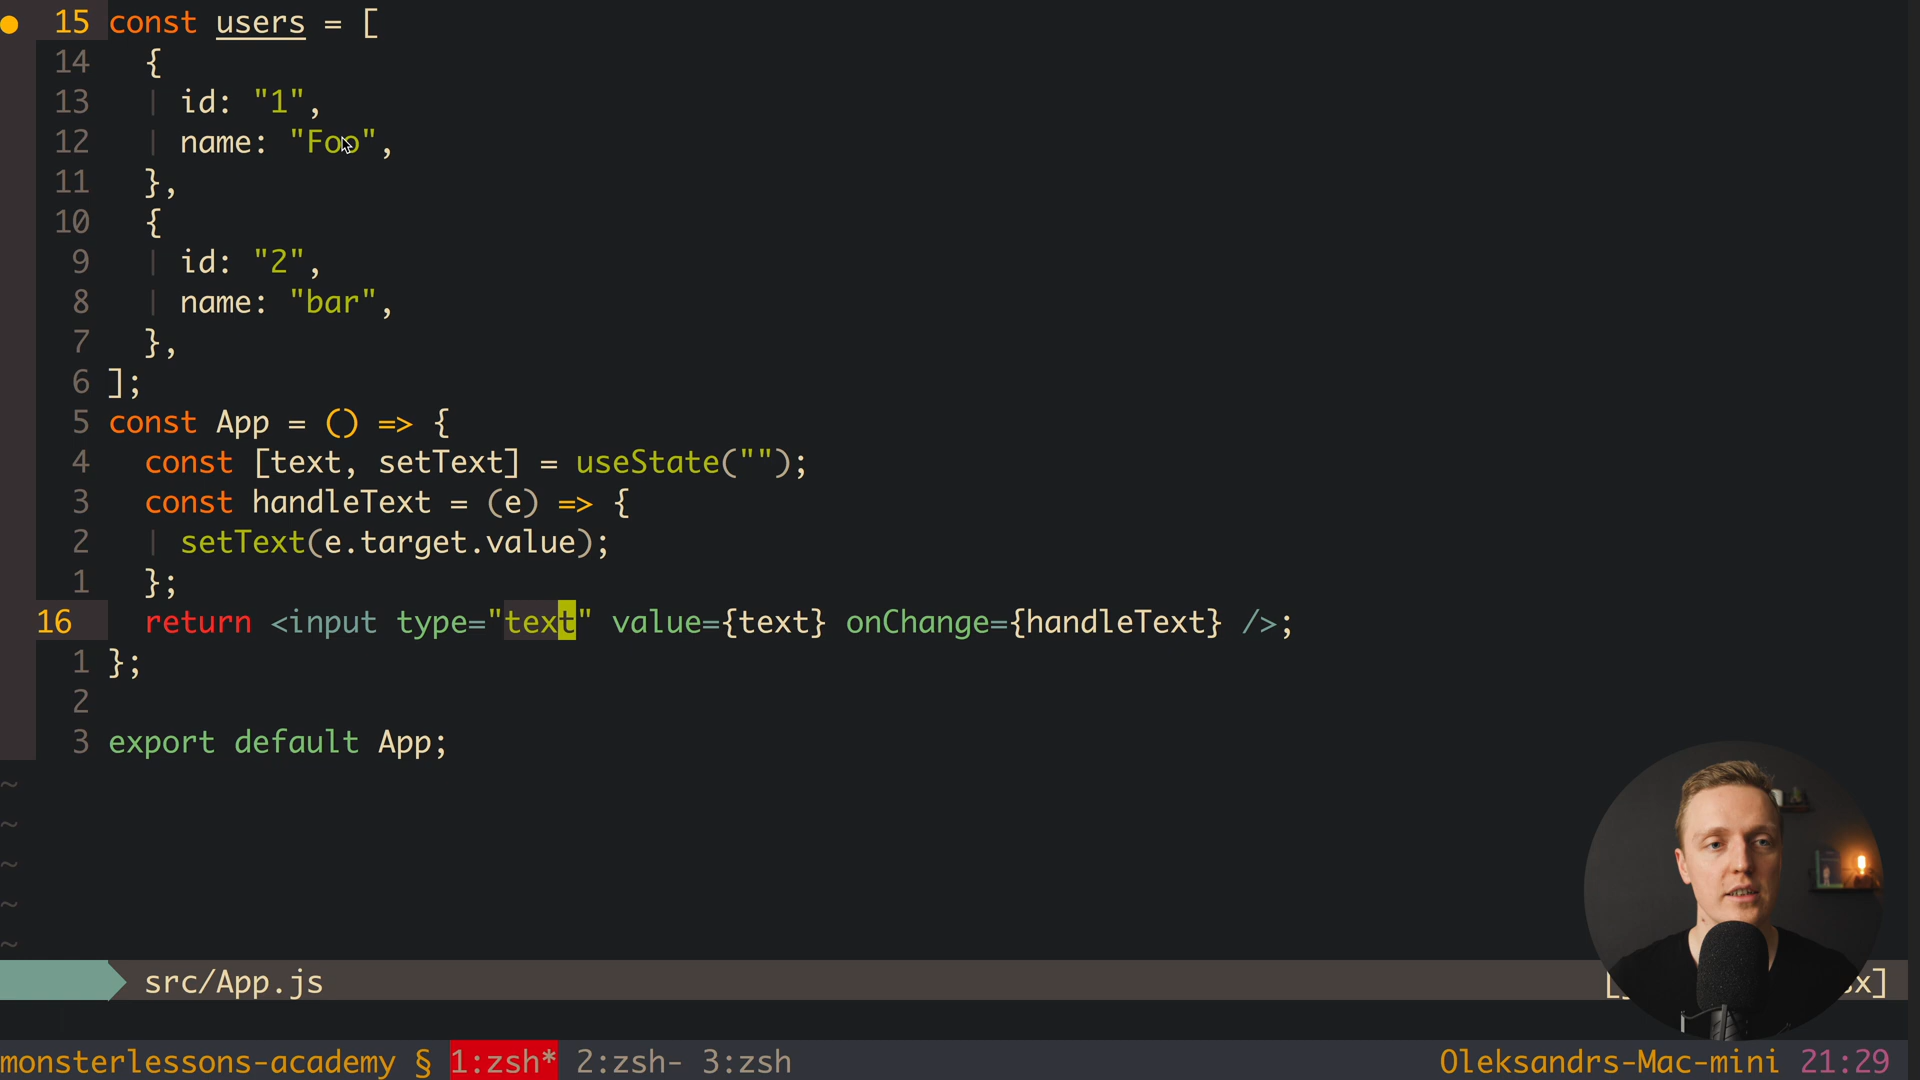 15 const users = [
14 {
13 | id: "1",
12 | name: "Foo",
11 },
10 {
9 | id: "2",
8 | name: "bar",
7 },
6 ];
5 const App = () => {
4 const [text, setText] = useState("");
3 const handleText = (e) => {
2 | setText(e.target.value);
1 };
16 return <input type="text" value={text} onChange={handleText} />;
1 };
2
3 export default App;
~
~
~
~
~
src/App.js [ x]
monsterlessons-academy § 1:zsh* 2:zsh- 3:zsh Oleksandrs-Mac-mini 21:29